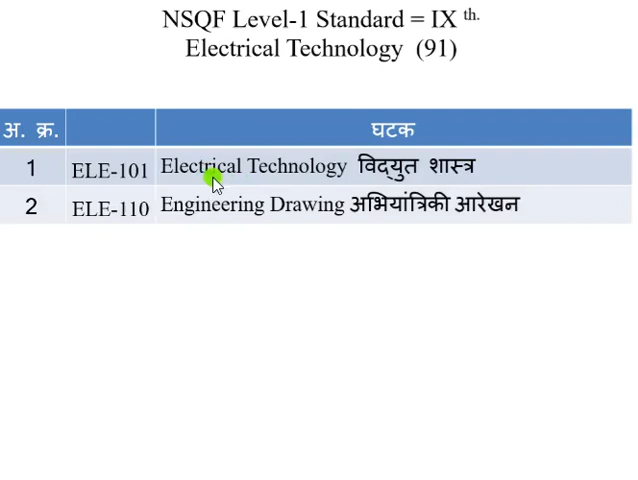 NSQF Level-1 Standard = IX th.
Electrical Technology (91)
अ. क्र. घटक
1 ELE-101 Electrical Technology विद्युत शास्त्र
2 ELE-110 Engineering Drawing अभियांत्रिकी आरेखन